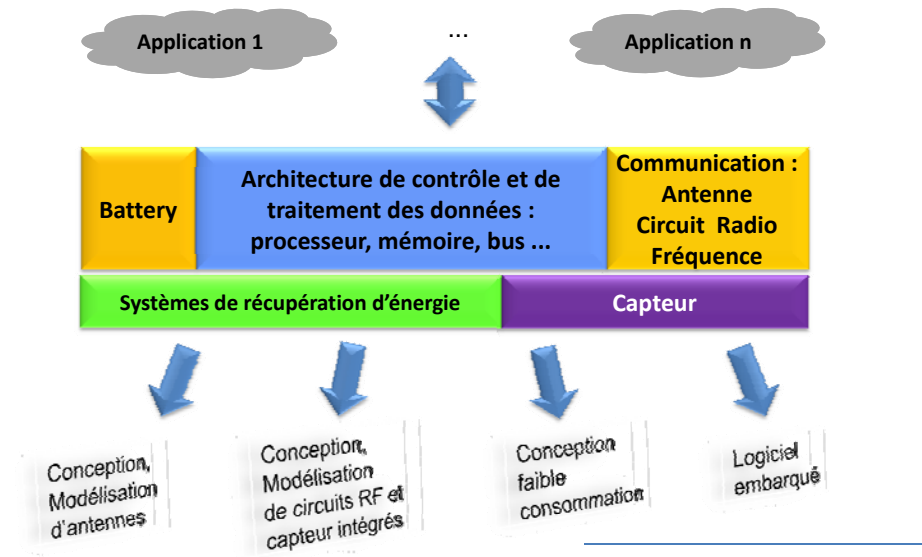 Application 1
...
Application n
Battery
Architecture de contrôle et de
traitement des données :
processeur, mémoire, bus ...
Communication :
Antenne
Circuit Radio
Fréquence
Systèmes de récupération d'énergie
Capteur
Conception,
Modélisation
d'antennes
Conception,
Modélisation
de circuits RF et
capteur intégrés
Conception
faible
consommation
Logiciel
embarqué